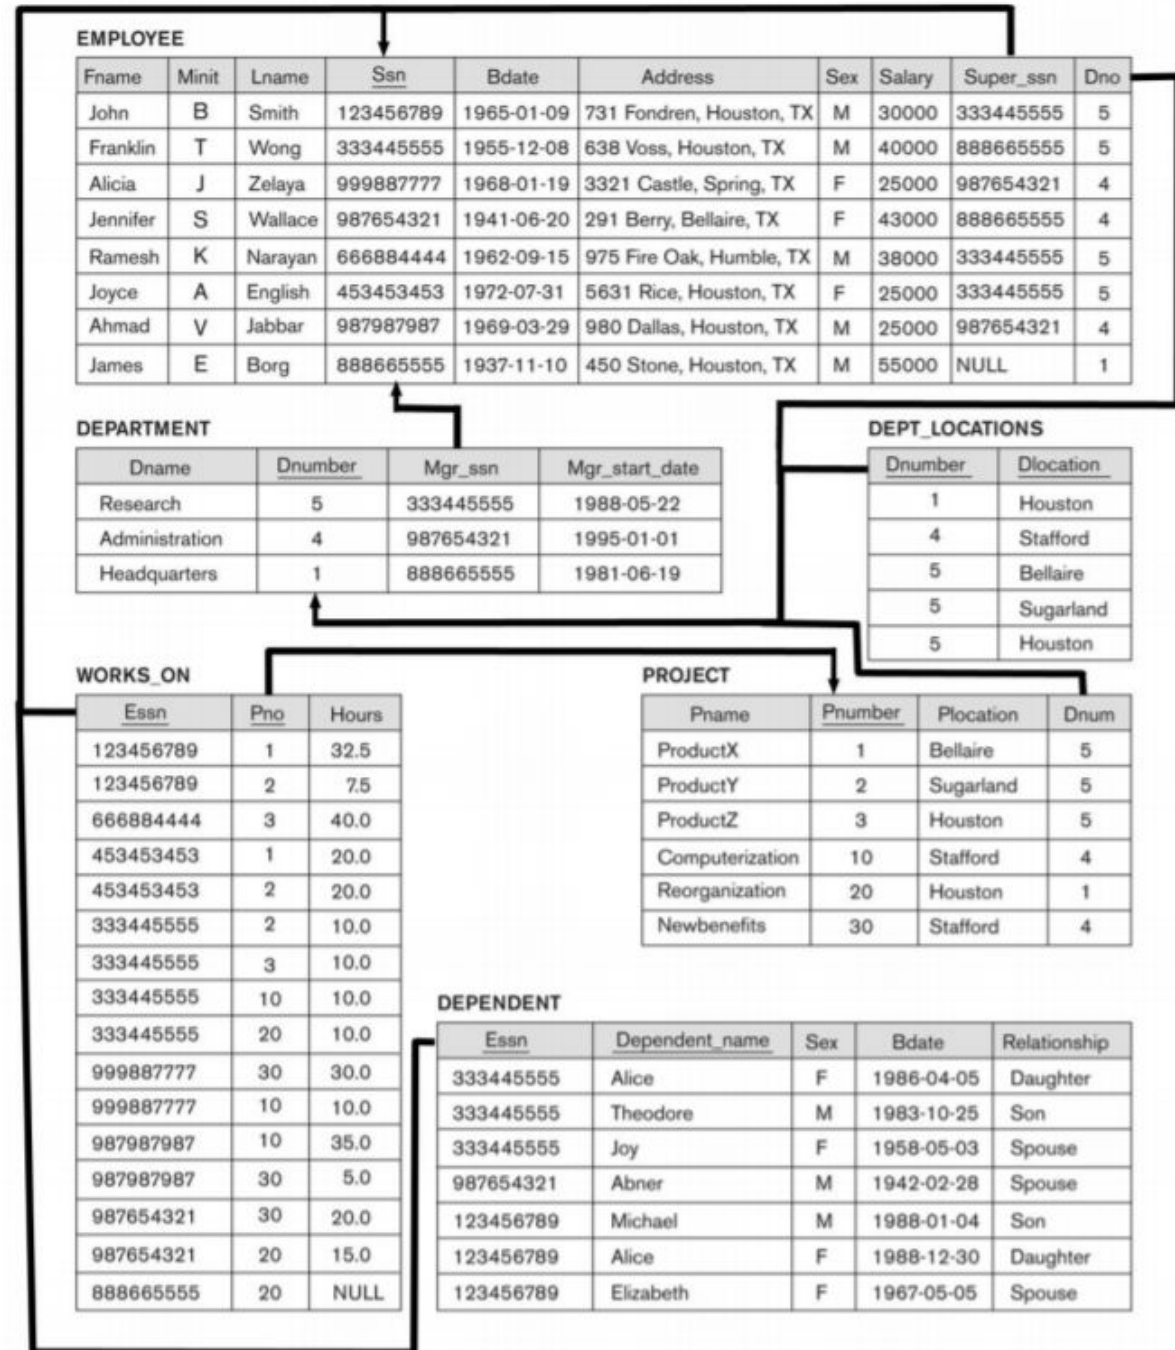 EMPLOYEE
Fname Minit Lname Ssn Bdate Address Sex Salary Super_ssn Dno
John B Smith 123456789 1965-01-09 731 Fondren, Houston, TX M 30000 333445555 5
Franklin T Wong 333445555 1955-12-08 638 Voss, Houston, TX M 40000 888665555 5
Alicia J Zelaya 999887777 1968-01-19 3321 Castle, Spring, TX F 25000 987654321 4
Jennifer S Wallace 987654321 1941-06-20 291 Berry, Bellaire, TX F 43000 888665555 4
Ramesh K Narayan 666884444 1962-09-15 975 Fire Oak, Humble, TX M 38000 333445555 5
Joyce A English 453453453 1972-07-31 5631 Rice, Houston, TX F 25000 333445555 5
Ahmad V Jabbar 987987987 1969-03-29 980 Dallas, Houston, TX M 25000 987654321 4
James E Borg 888665555 1937-11-10 450 Stone, Houston, TX M 55000 NULL 1
DEPARTMENT
Dname Dnumber Mgr_ssn Mgr_start_date
Research 5 333445555 1988-05-22
Administration 4 987654321 1995-01-01
Headquarters 1 888665555 1981-06-19
DEPT_LOCATIONS
Dnumber Dlocation
1 Houston
4 Stafford
5 Bellaire
5 Sugarland
5 Houston
WORKS_ON
Essn Pno Hours
123456789 1 32.5
123456789 2 7.5
666884444 3 40.0
453453453 1 20.0
453453453 2 20.0
333445555 2 10.0
333445555 3 10.0
333445555 10 10.0
333445555 20 10.0
999887777 30 30.0
999887777 10 10.0
987987987 10 35.0
987987987 30 5.0
987654321 30 20.0
987654321 20 15.0
888665555 20 NULL
PROJECT
Pname Pnumber Plocation Dnum
ProductX 1 Bellaire 5
ProductY 2 Sugarland 5
ProductZ 3 Houston 5
Computerization 10 Stafford 4
Reorganization 20 Houston 1
Newbenefits 30 Stafford 4
DEPENDENT
Essn Dependent_name Sex Bdate Relationship
333445555 Alice F 1986-04-05 Daughter
333445555 Theodore M 1983-10-25 Son
333445555 Joy F 1958-05-03 Spouse
987654321 Abner M 1942-02-28 Spouse
123456789 Michael M 1988-01-04 Son
123456789 Alice F 1988-12-30 Daughter
123456789 Elizabeth F 1967-05-05 Spouse